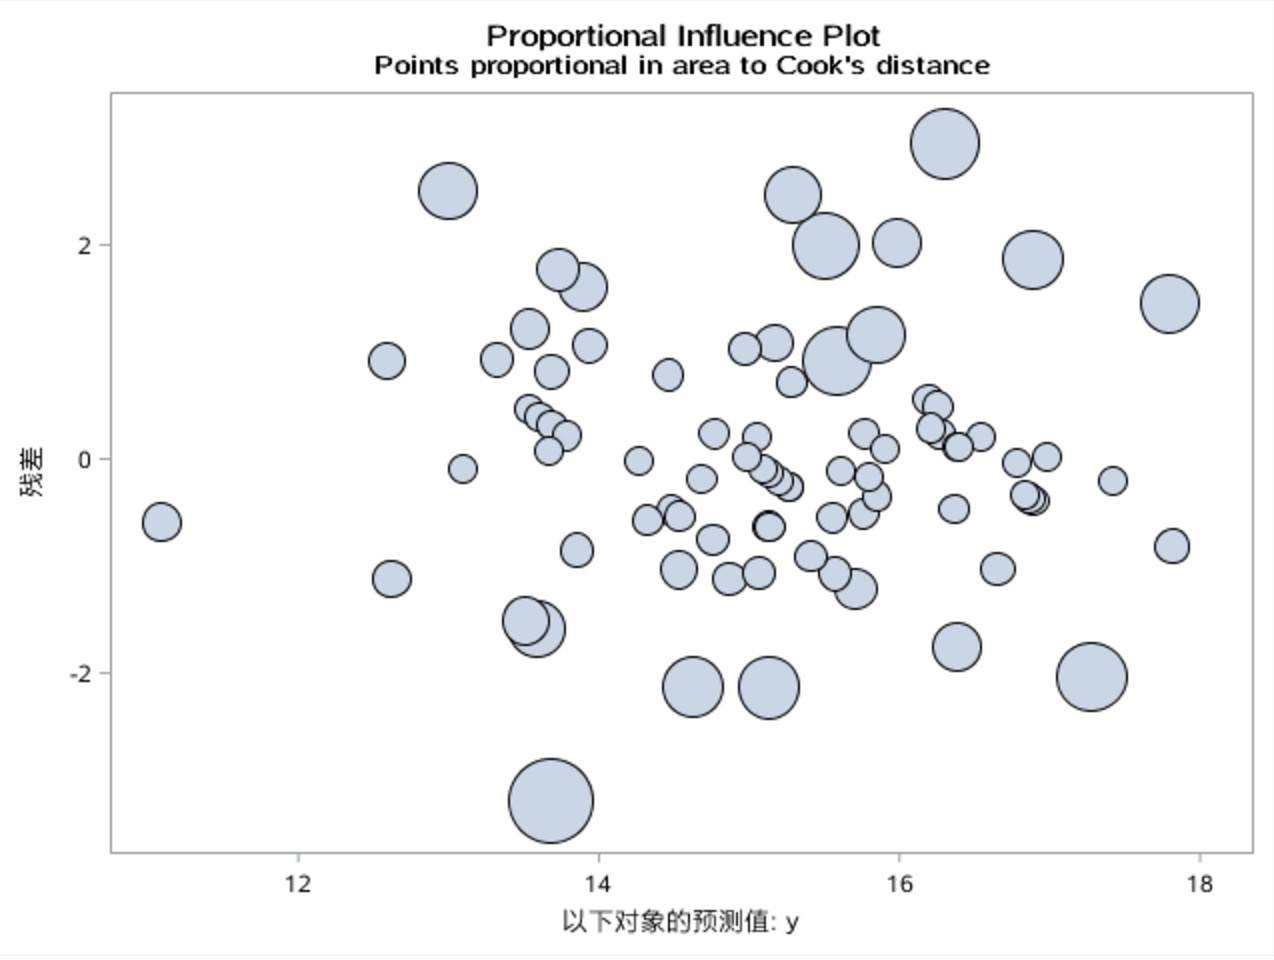 Proportional Influence Plot
Points proportional in area to Cook's distance
残差
2
0
-2
12 14 16 18
以下对象的预测值: y